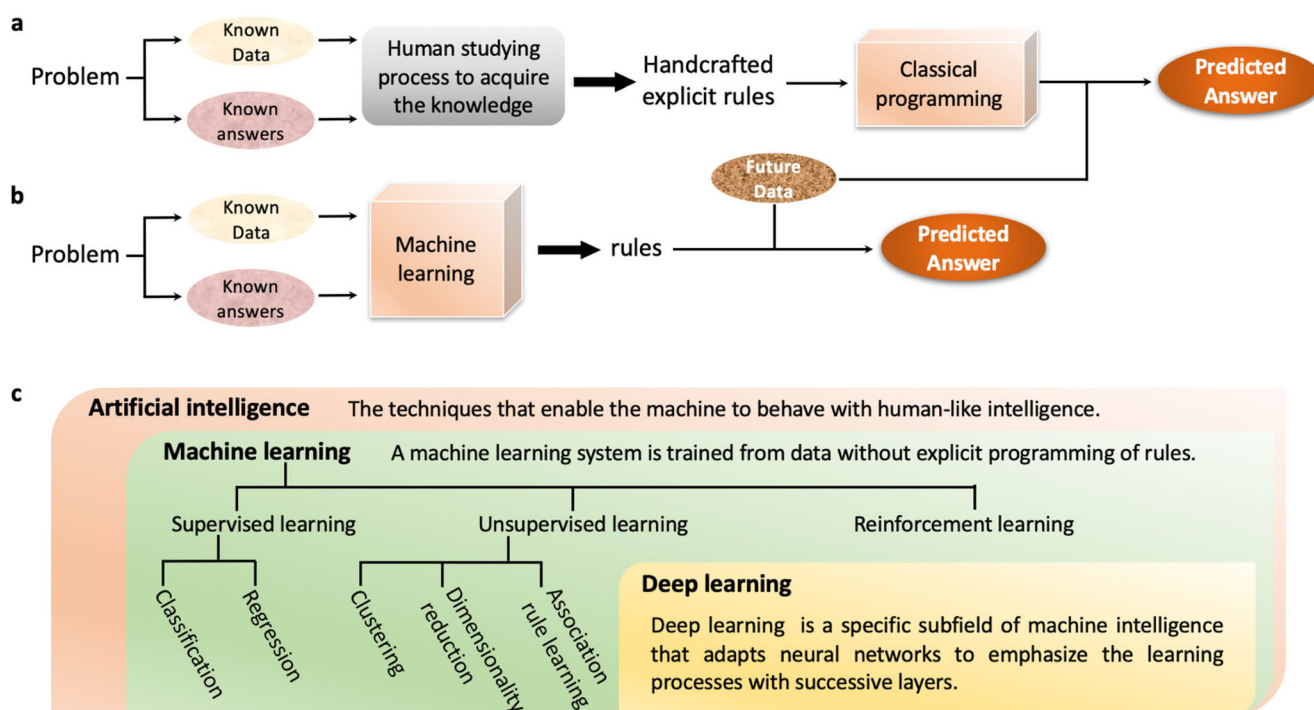 a
Problem
Known
Data
Known
answers
Human studying
process to acquire
the knowledge
Handcrafted
explicit rules
Classical
programming
Predicted
Answer
Future
Data
b
Problem
Known
Data
Known
answers
Machine
learning
rules
Predicted
Answer
c
Artificial intelligence The techniques that enable the machine to behave with human-like intelligence.
Machine learning A machine learning system is trained from data without explicit programming of rules.
Supervised learning
Unsupervised learning
Reinforcement learning
Classification
Regression
Clustering
Dimensionality
reduction
Association
rule learning
Deep learning
Deep learning is a specific subfield of machine intelligence
that adapts neural networks to emphasize the learning
processes with successive layers.